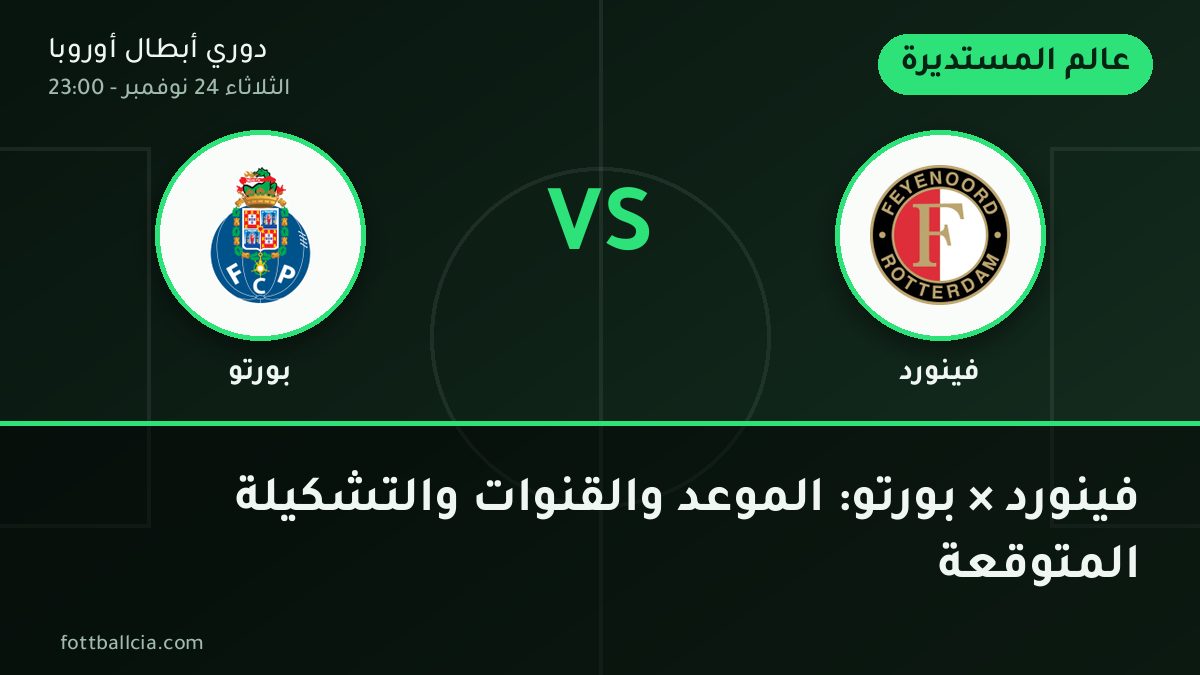 عالم المستديرة
دوري أبطال أوروبا
الثلاثاء 24 نوفمبر - 23:00
FEYENOORD
F
ROTTERDAM
VS
F C P
فينورد
بورتو
فينورد × بورتو: الموعد والقنوات والتشكيلة
المتوقعة
fottballcia.com